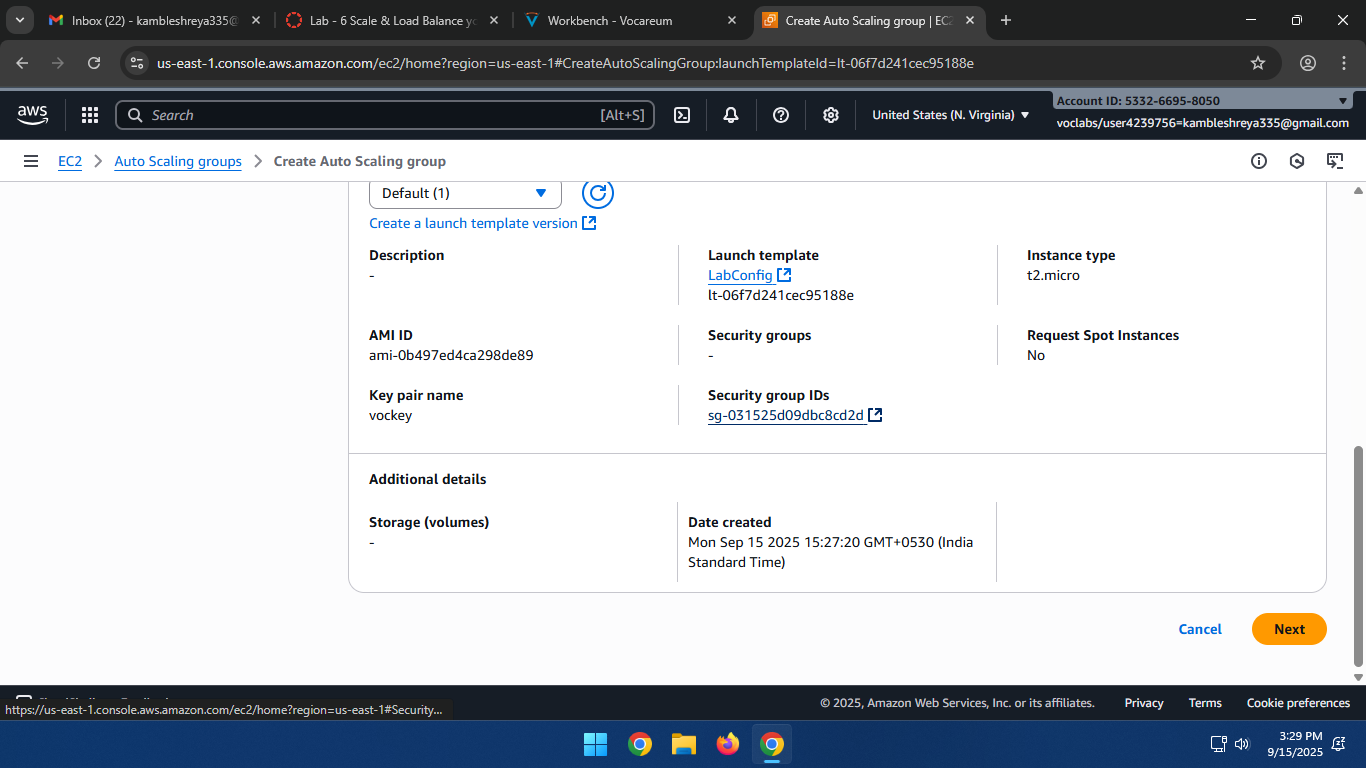 Inbox (22) - kambleshreya335@
Lab - 6 Scale & Load Balance yo
Workbench - Vocareum
Create Auto Scaling group | EC2
us-east-1.console.aws.amazon.com/ec2/home?region=us-east-1#CreateAutoScalingGroup:launchTemplateId=lt-06f7d241cec95188e
aws
Search
[Alt+S]
United States (N. Virginia)
Account ID: 5332-6695-8050
voclabs/user4239756=kambleshreya335@gmail.com
EC2
Auto Scaling groups
Create Auto Scaling group
Default (1)
Create a launch template version
Description
-
Launch template
LabConfig
lt-06f7d241cec95188e
Instance type
t2.micro
AMI ID
ami-0b497ed4ca298de89
Security groups
-
Request Spot Instances
No
Key pair name
vockey
Security group IDs
sg-031525d09dbc8cd2d
Additional details
Storage (volumes)
-
Date created
Mon Sep 15 2025 15:27:20 GMT+0530 (India
Standard Time)
Cancel
Next
© 2025, Amazon Web Services, Inc. or its affiliates.
Privacy
Terms
Cookie preferences
https://us-east-1.console.aws.amazon.com/ec2/home?region=us-east-1#Security...
3:29 PM
9/15/2025